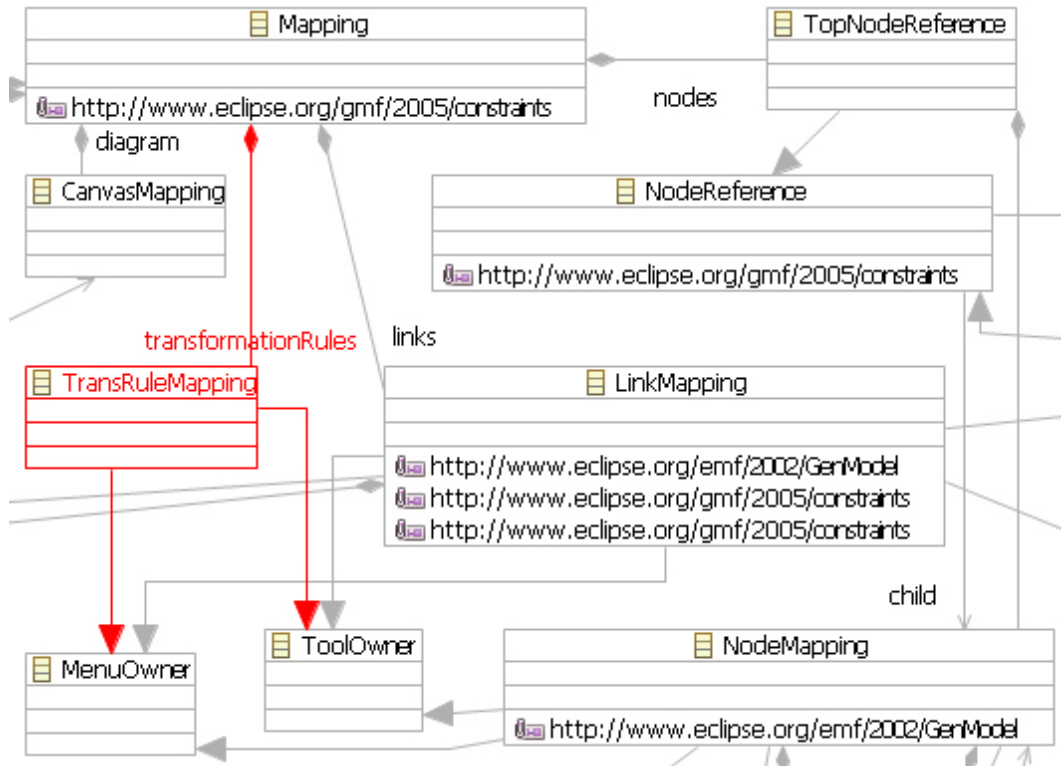 Mapping
TopNodeReference
http://www.eclipse.org/gmf/2005/constraints
nodes
diagram
CanvasMapping
NodeReference
http://www.eclipse.org/gmf/2005/constraints
transformationRules
links
TransRuleMapping
LinkMapping
http://www.eclipse.org/emf/2002/GenModel
http://www.eclipse.org/gmf/2005/constraints
http://www.eclipse.org/gmf/2005/constraints
child
MenuOwner
ToolOwner
NodeMapping
http://www.eclipse.org/emf/2002/GenModel